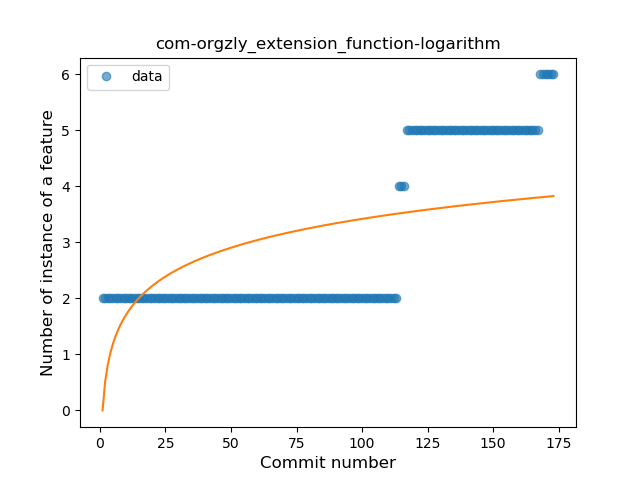 com-orgzly_extension_function-logarithm
data
Number of instance of a feature
6
5
4
3
2
1
0
0 25 50 75 100 125 150 175
Commit number